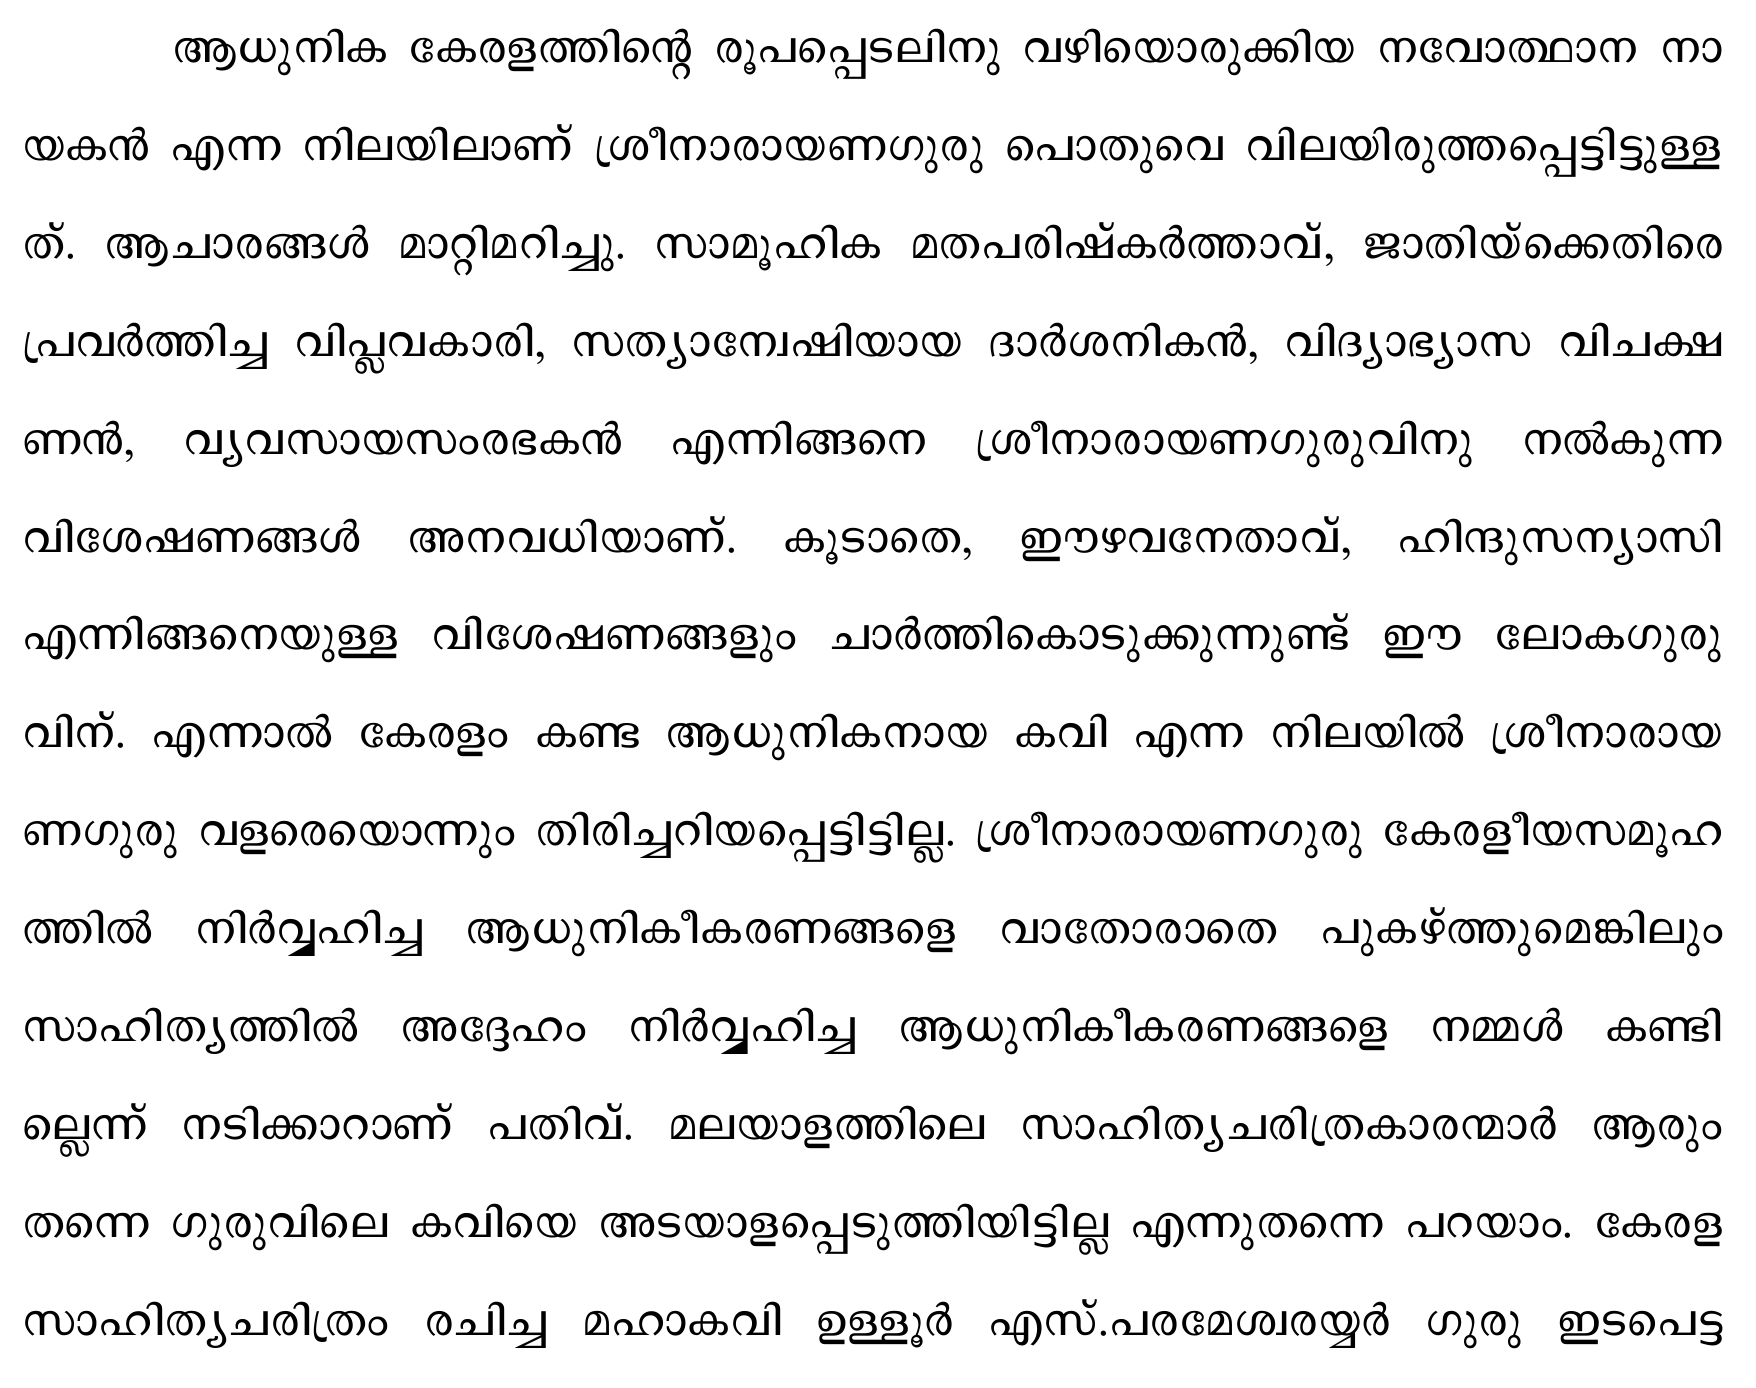 ആധുനിക കേരളത്തിന്റെ രൂപപ്പെടലിനു വഴിയൊരുക്കിയ നവോത്ഥാന നാ
യകൻ എന്ന നിലയിലാണ് ശ്രീനാരായണഗുരു പൊതുവെ വിലയിരുത്തപ്പെട്ടിട്ടുള്ള
ത്. ആചാരങ്ങൾ മാറ്റിമറിച്ചു. സാമൂഹിക മതപരിഷ്കർത്താവ്, ജാതിയ്ക്കെതിരെ
പ്രവർത്തിച്ച വിപ്ലവകാരി, സത്യാന്വേഷിയായ ദാർശനികൻ, വിദ്യാഭ്യാസ വിചക്ഷ
ണൻ, വ്യവസായസംരഭകൻ എന്നിങ്ങനെ ശ്രീനാരായണഗുരുവിനു നൽകുന്ന
വിശേഷണങ്ങൾ അനവധിയാണ്. കൂടാതെ, ഈഴവനേതാവ്, ഹിന്ദുസന്യാസി
എന്നിങ്ങനെയുള്ള വിശേഷണങ്ങളും ചാർത്തികൊടുക്കുന്നുണ്ട് ഈ ലോകഗുരു
വിന്. എന്നാൽ കേരളം കണ്ട ആധുനികനായ കവി എന്ന നിലയിൽ ശ്രീനാരായ
ണഗുരു വളരെയൊന്നും തിരിച്ചറിയപ്പെട്ടിട്ടില്ല. ശ്രീനാരായണഗുരു കേരളീയസമൂഹ
ത്തിൽ നിർവ്വഹിച്ച ആധുനികീകരണങ്ങളെ വാതോരാതെ പുകഴ്ത്തുമെങ്കിലും
സാഹിത്യത്തിൽ അദ്ദേഹം നിർവ്വഹിച്ച ആധുനികീകരണങ്ങളെ നമ്മൾ കണ്ടി
ല്ലെന്ന് നടിക്കാറാണ് പതിവ്. മലയാളത്തിലെ സാഹിത്യചരിത്രകാരന്മാർ ആരും
തന്നെ ഗുരുവിലെ കവിയെ അടയാളപ്പെടുത്തിയിട്ടില്ല എന്നുതന്നെ പറയാം. കേരള
സാഹിത്യചരിത്രം രചിച്ച മഹാകവി ഉള്ളൂർ എസ്.പരമേശ്വരയ്യർ ഗുരു ഇടപെട്ട